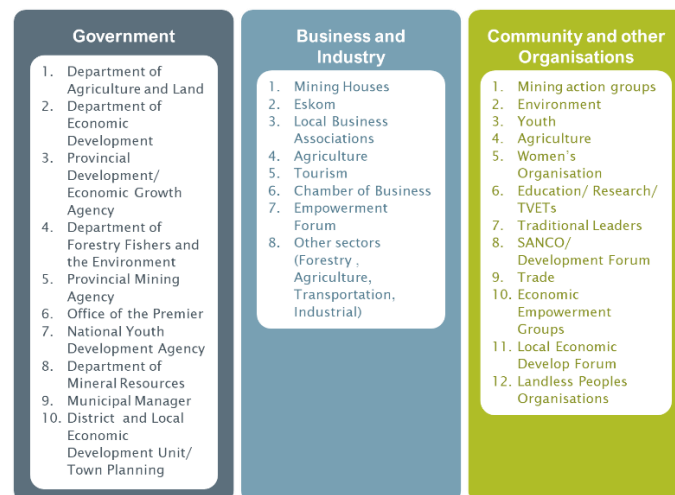 Government
1. Department of
Agriculture and Land
2. Department of
Economic
Development
3. Provincial
Development/
Economic Growth
Agency
4. Department of
Forestry Fishers and
the Environment
5. Provincial Mining
Agency
6. Office of the Premier
7. National Youth
Development Agency
8. Department of
Mineral Resources
9. Municipal Manager
10. District and Local
Economic
Development Unit/
Town Planning
Business and
Industry
1. Mining Houses
2. Eskom
3. Local Business
Associations
4. Agriculture
5. Tourism
6. Chamber of Business
7. Empowerment
Forum
8. Other sectors
(Forestry ,
Agriculture,
Transportation,
Industrial)
Community and other
Organisations
1. Mining action groups
2. Environment
3. Youth
4. Agriculture
5. Women's
Organisation
6. Education/ Research/
TVETs
7. Traditional Leaders
8. SANCO/
Development Forum
9. Trade
10. Economic
Empowerment
Groups
11. Local Economic
Develop Forum
12. Landless Peoples
Organisations